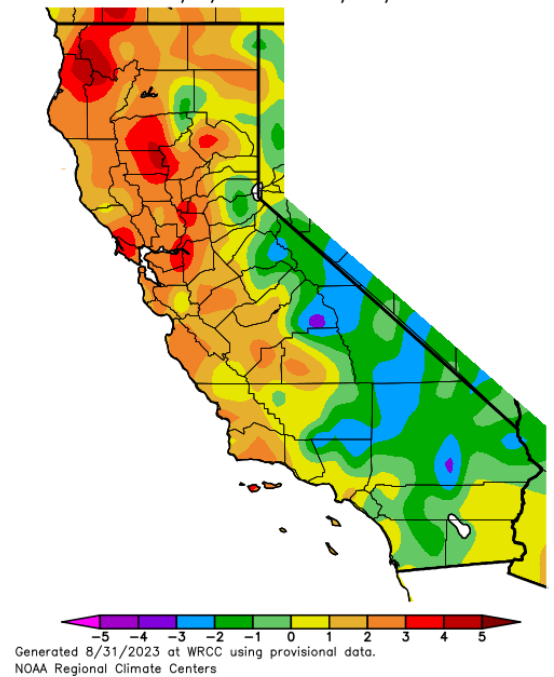 -5 -4 -3 -2 -1 0 1 2 3 4 5
Generated 8/31/2023 at WRCC using provisional data.
NOAA Regional Climate Centers